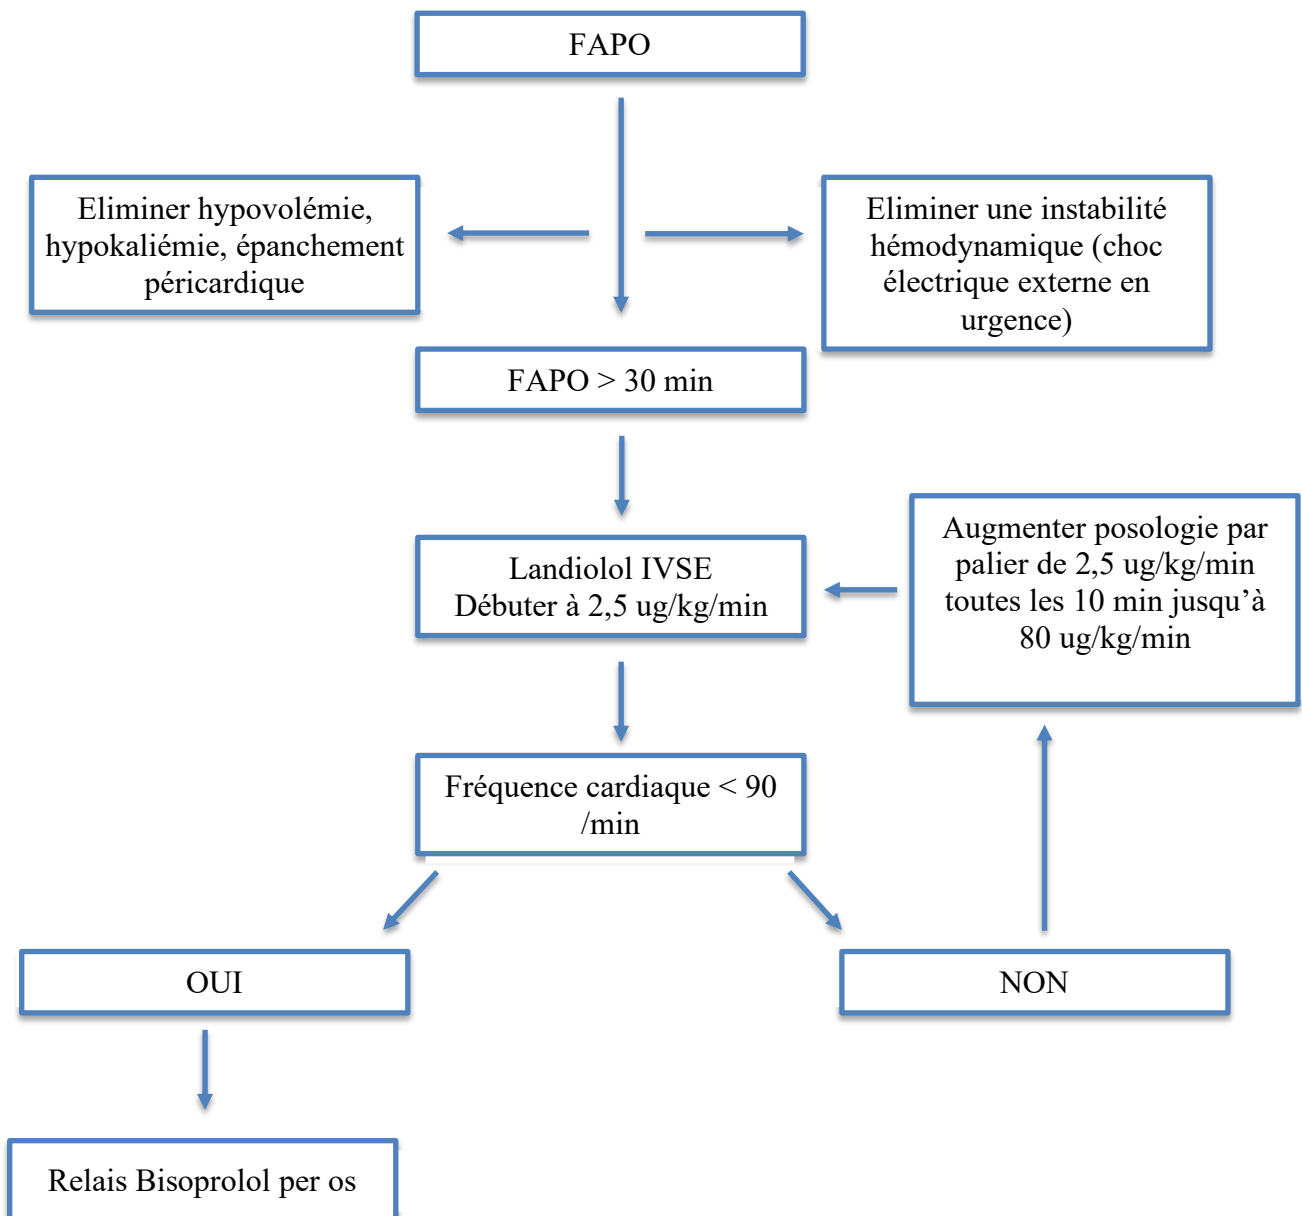 FAPO
Eliminer hypovolémie,
hypokaliémie, épanchement
péricardique
Eliminer une instabilité
hémodynamique (choc
électrique externe en
urgence)
FAPO > 30 min
Landiolol IVSE
Débuter à 2,5 ug/kg/min
Augmenter posologie par
palier de 2,5 ug/kg/min
toutes les 10 min jusqu’à
80 ug/kg/min
Fréquence cardiaque < 90
/min
OUI
NON
Relais Bisoprolol per os